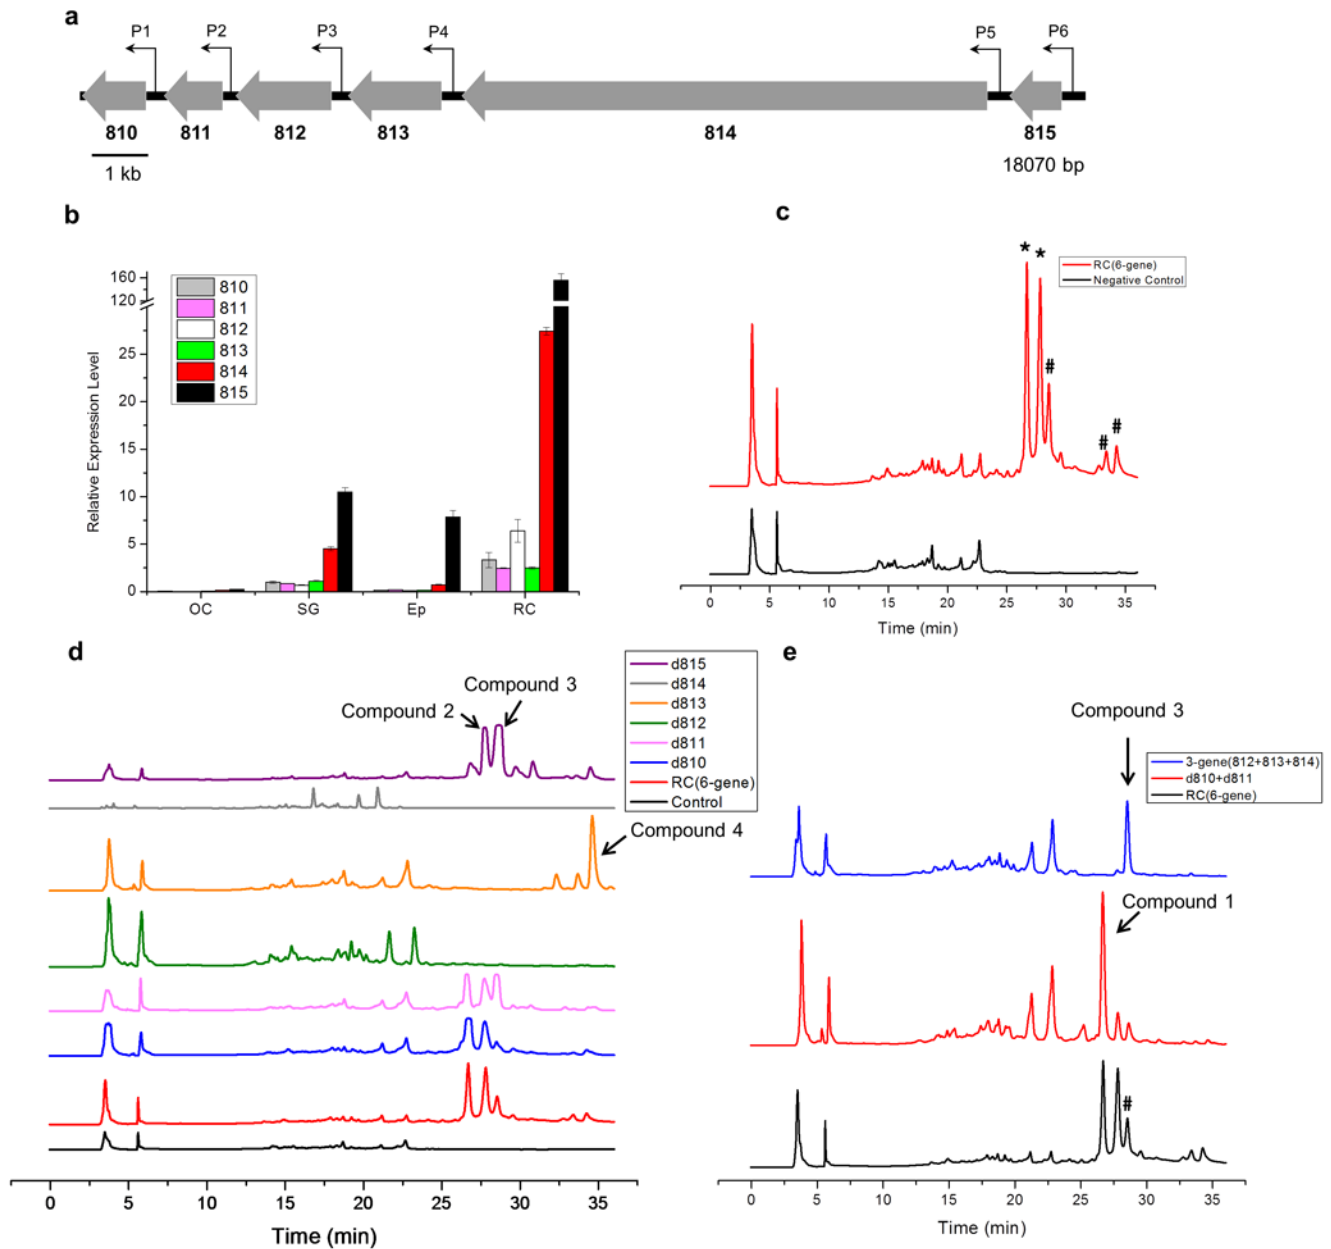 a
P1 P2 P3 P4 P5 P6
810 811 812 813 814 815
1 kb
18070 bp
b
Relative Expression Level
160
120
25
20
15
10
5
0
810
811
812
813
814
815
OC SG Ep RC
c
RC(6-gene)
Negative Control
* *
#
# #
0 5 10 15 20 25 30 35
Time (min)
d
Compound 2
Compound 3
Compound 4
d815
d814
d813
d812
d811
d810
RC(6-gene)
Control
0 5 10 15 20 25 30 35
Time (min)
e
Compound 3
3-gene(812+813+814)
d810+d811
RC(6-gene)
Compound 1
#
0 5 10 15 20 25 30 35
Time (min)